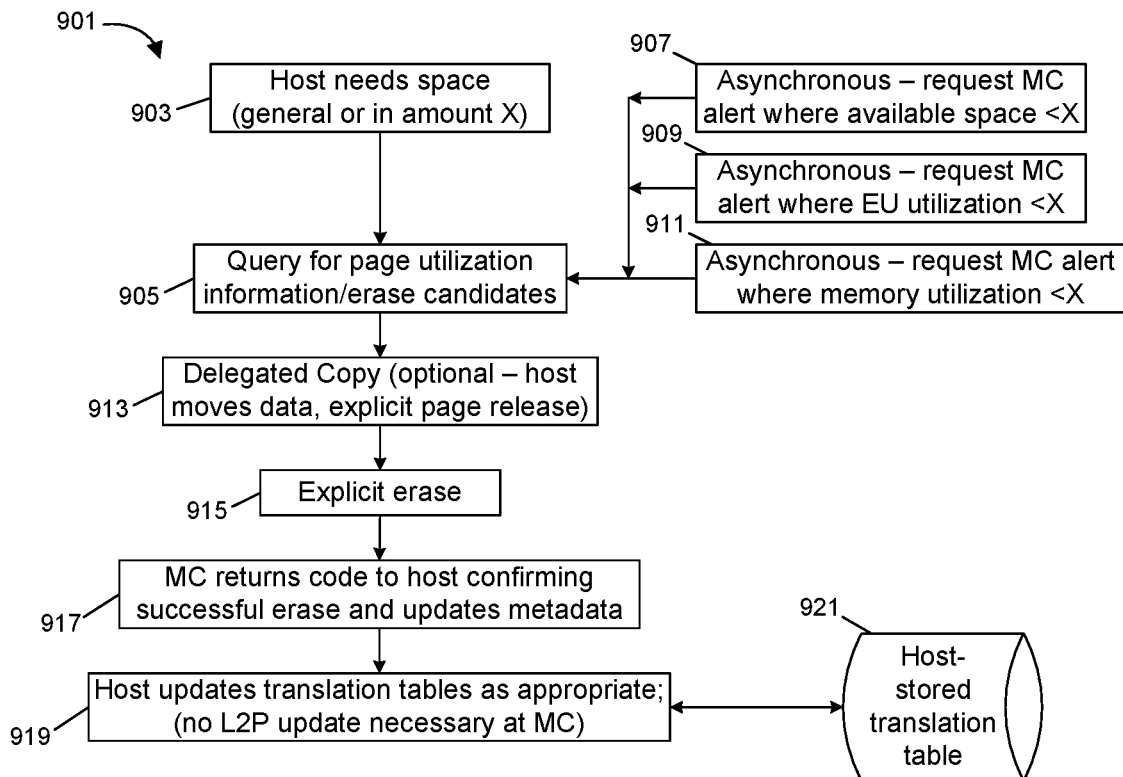 901
903
Host needs space
(general or in amount X)
907
Asynchronous – request MC
alert where available space <X
909
Asynchronous – request MC
alert where EU utilization <X
911
Asynchronous – request MC alert
where memory utilization <X
905
Query for page utilization
information/erase candidates
913
Delegated Copy (optional – host
moves data, explicit page release)
915
Explicit erase
917
MC returns code to host confirming
successful erase and updates metadata
919
Host updates translation tables as appropriate;
(no L2P update necessary at MC)
921
Host-
stored
translation
table